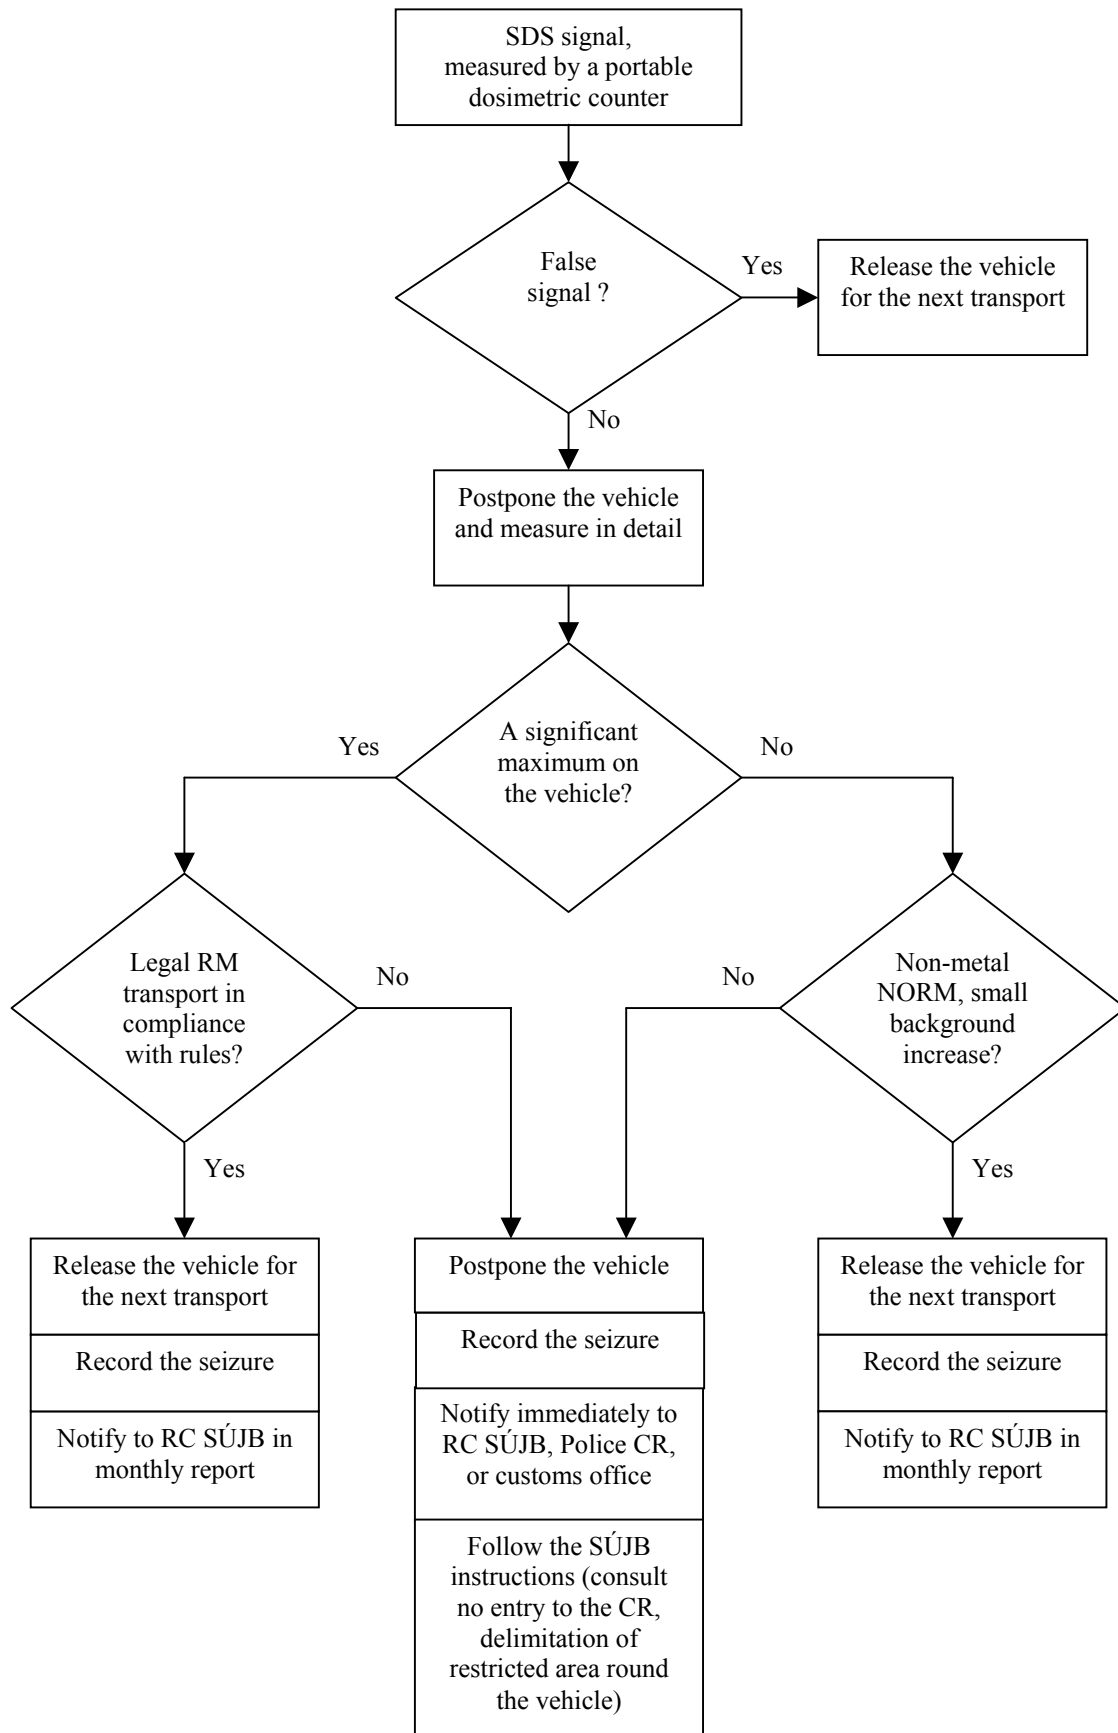 SDS signal,
measured by a portable
dosimetric counter
False
signal ?
Yes
Release the vehicle
for the next transport
No
Postpone the vehicle
and measure in detail
A significant
maximum on
the vehicle?
Yes
No
Legal RM
transport in
compliance
with rules?
No
Yes
Non-metal
NORM, small
background
increase?
No
Yes
Release the vehicle for
the next transport
Record the seizure
Notify to RC SÚJB in
monthly report
Postpone the vehicle
Record the seizure
Notify immediately to
RC SÚJB, Police CR,
or customs office
Follow the SÚJB
instructions (consult
no entry to the CR,
delimitation of
restricted area round
the vehicle)
Release the vehicle for
the next transport
Record the seizure
Notify to RC SÚJB in
monthly report